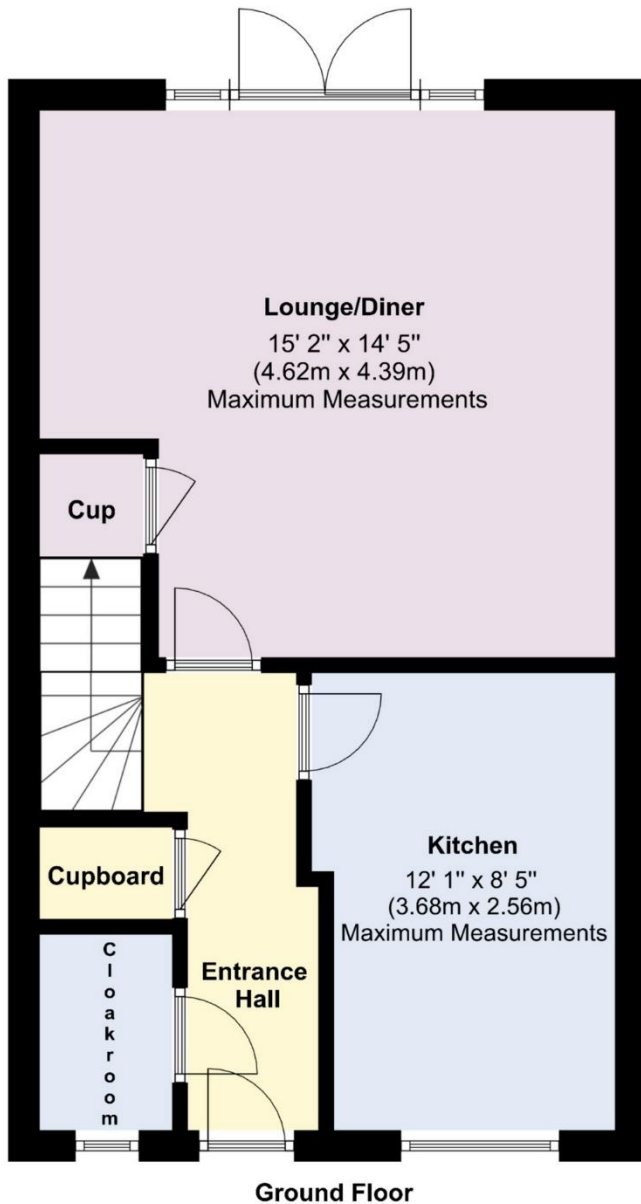 Lounge/Diner
15' 2" x 14' 5"
(4.62m x 4.39m)
Maximum Measurements
Cup
Kitchen
12' 1" x 8' 5"
(3.68m x 2.56m)
Maximum Measurements
Cupboard
Entrance
Hall
Cloakroom
Ground Floor